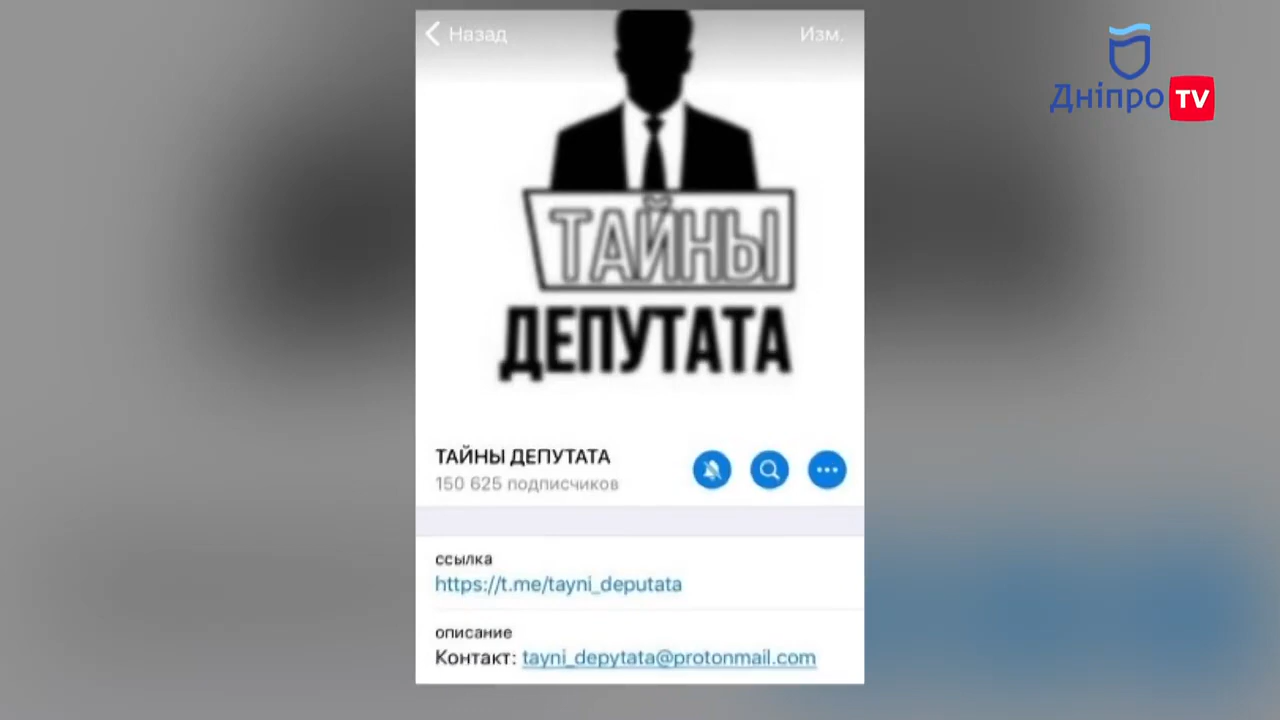 Назад
Изм.
Дніпро TV
ТАЙНЫ
ДЕПУТАТА
ТАЙНЫ ДЕПУТАТА
150 625 подписчиков
ссылка
https://t.me/tayni_deputata
описание
Контакт: tayni_depytata@protonmail.com